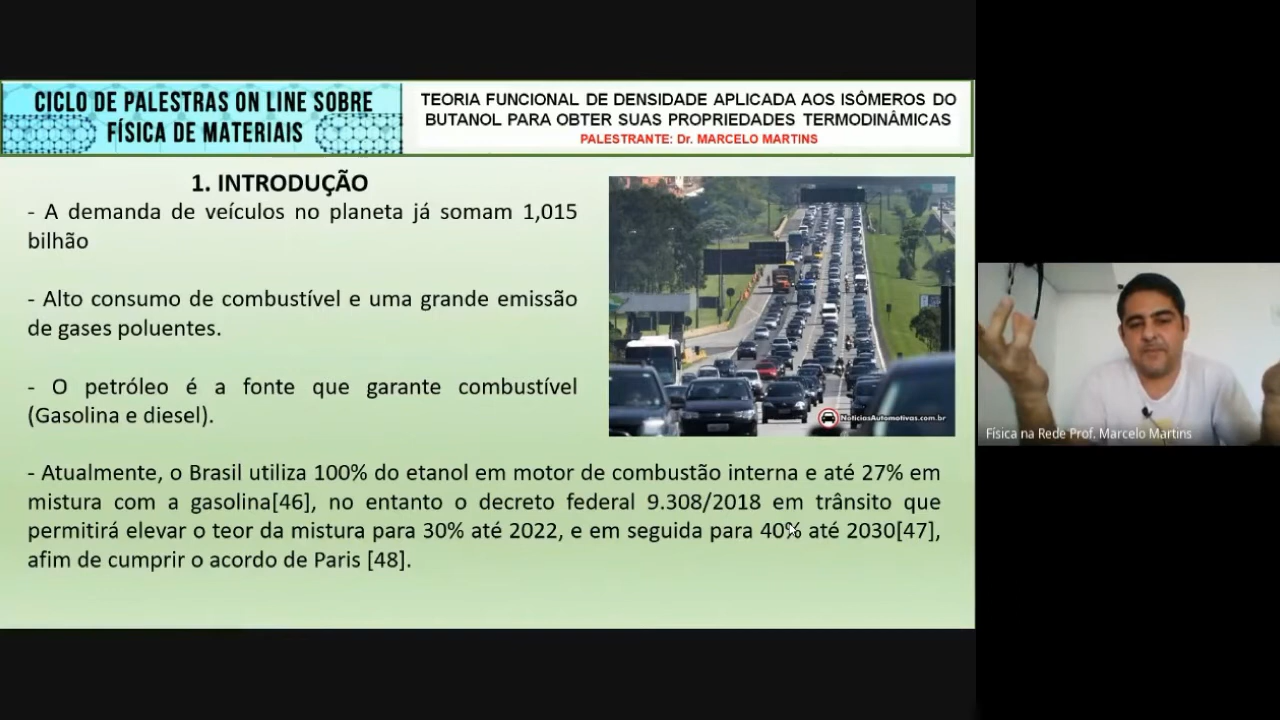 CICLO DE PALESTRAS ON LINE SOBRE
FÍSICA DE MATERIAIS
TEORIA FUNCIONAL DE DENSIDADE APLICADA AOS ISÔMEROS DO
BUTANOL PARA OBTER SUAS PROPRIEDADES TERMODINÂMICAS
PALESTRANTE: Dr. MARCELO MARTINS
1. INTRODUÇÃO
- A demanda de veículos no planeta já somam 1,015
bilhão
- Alto consumo de combustível e uma grande emissão
de gases poluentes.
- O petróleo é a fonte que garante combustível
(Gasolina e diesel).
- Atualmente, o Brasil utiliza 100% do etanol em motor de combustão interna e até 27% em
mistura com a gasolina[46], no entanto o decreto federal 9.308/2018 em trânsito que
permitirá elevar o teor da mistura para 30% até 2022, e em seguida para 40% até 2030[47],
afim de cumprir o acordo de Paris [48].
NoticiasAutomotivas.com.br
Física na Rede Prof. Marcelo Martins